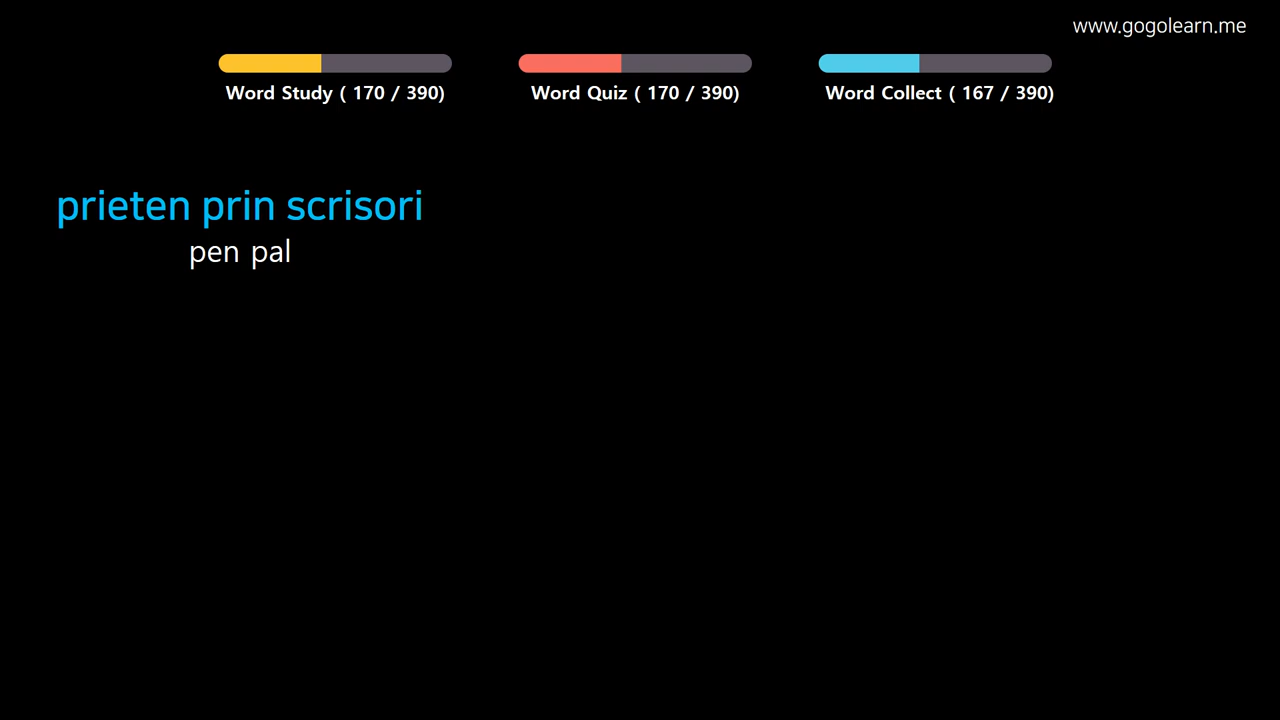 www.gogolearn.me
Word Study ( 170 / 390)
Word Quiz ( 170 / 390)
Word Collect ( 167 / 390)
prieten prin scrisori
pen pal